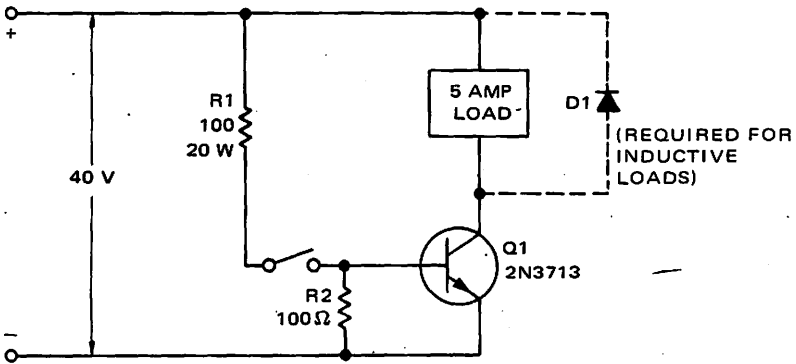 +
40 V
−
R1
100
20 W
R2
100Ω
5 AMP
LOAD
D1
(REQUIRED FOR
INDUCTIVE
LOADS)
Q1
2N3713